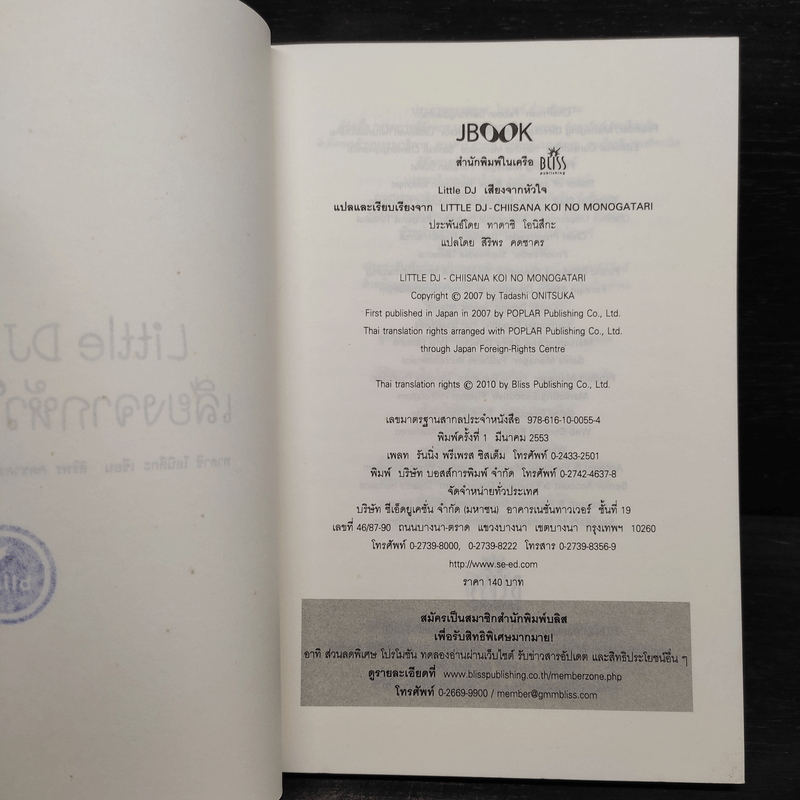 JBOOK
สำนักพิมพ์ในเครือ BLISS publishing
Little DJ เสียงจากหัวใจ
แปลและเรียบเรียงจาก LITTLE DJ - CHIISANA KOI NO MONOGATARI
ประพันธ์โดย ทาดาชิ โอนิสึกะ
แปลโดย สิริพร คดชาคร
LITTLE DJ - CHIISANA KOI NO MONOGATARI
Copyright © 2007 by Tadashi ONITSUKA
First published in Japan in 2007 by POPLAR Publishing Co., Ltd.
Thai translation rights arranged with POPLAR Publishing Co., Ltd.
through Japan Foreign-Rights Centre
Thai translation rights © 2010 by Bliss Publishing Co., Ltd.
เลขมาตรฐานสากลประจำหนังสือ 978-616-10-0055-4
พิมพ์ครั้งที่ 1 มีนาคม 2553
เพลท รันนิ่ง พรีเพรส ซิสเต็ม โทรศัพท์ 0-2433-2501
พิมพ์ บริษัท บอสส์การพิมพ์ จำกัด โทรศัพท์ 0-2742-4637-8
จัดจำหน่ายทั่วประเทศ
บริษัท ซีเอ็ดยูเคชั่น จำกัด (มหาชน) อาคารเนชั่นทาวเวอร์ ชั้นที่ 19
เลขที่ 46/87-90 ถนนบางนา-ตราด แขวงบางนา เขตบางนา กรุงเทพฯ 10260
โทรศัพท์ 0-2739-8000, 0-2739-8222 โทรสาร 0-2739-8356-9
http://www.se-ed.com
ราคา 140 บาท
สมัครเป็นสมาชิกสำนักพิมพ์บลิส
เพื่อรับสิทธิพิเศษมากมาย!
อาทิ ส่วนลดพิเศษ โปรโมชัน ทดลองอ่านผ่านเว็บไซต์ รับข่าวสารอัปเดต และสิทธิประโยชน์อื่น ๆ
ดูรายละเอียดที่ www.blisspublishing.co.th/memberzone.php
โทรศัพท์ 0-2669-9900 / member@gmmbliss.com